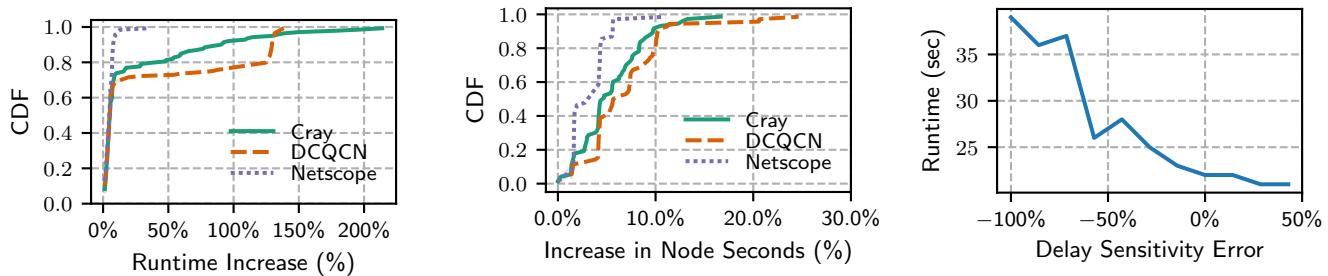 CDF
1.0
0.8
0.6
0.4
0.2
0.0
Cray
DCQCN
Netscope
0%
50%
100%
150%
200%
Runtime Increase (%)
CDF
1.0
0.8
0.6
0.4
0.2
0.0
Cray
DCQCN
Netscope
0.0%
10.0%
20.0%
30.0%
Increase in Node Seconds (%)
Runtime (sec)
35
30
25
−100%
−50%
0%
50%
Delay Sensitivity Error